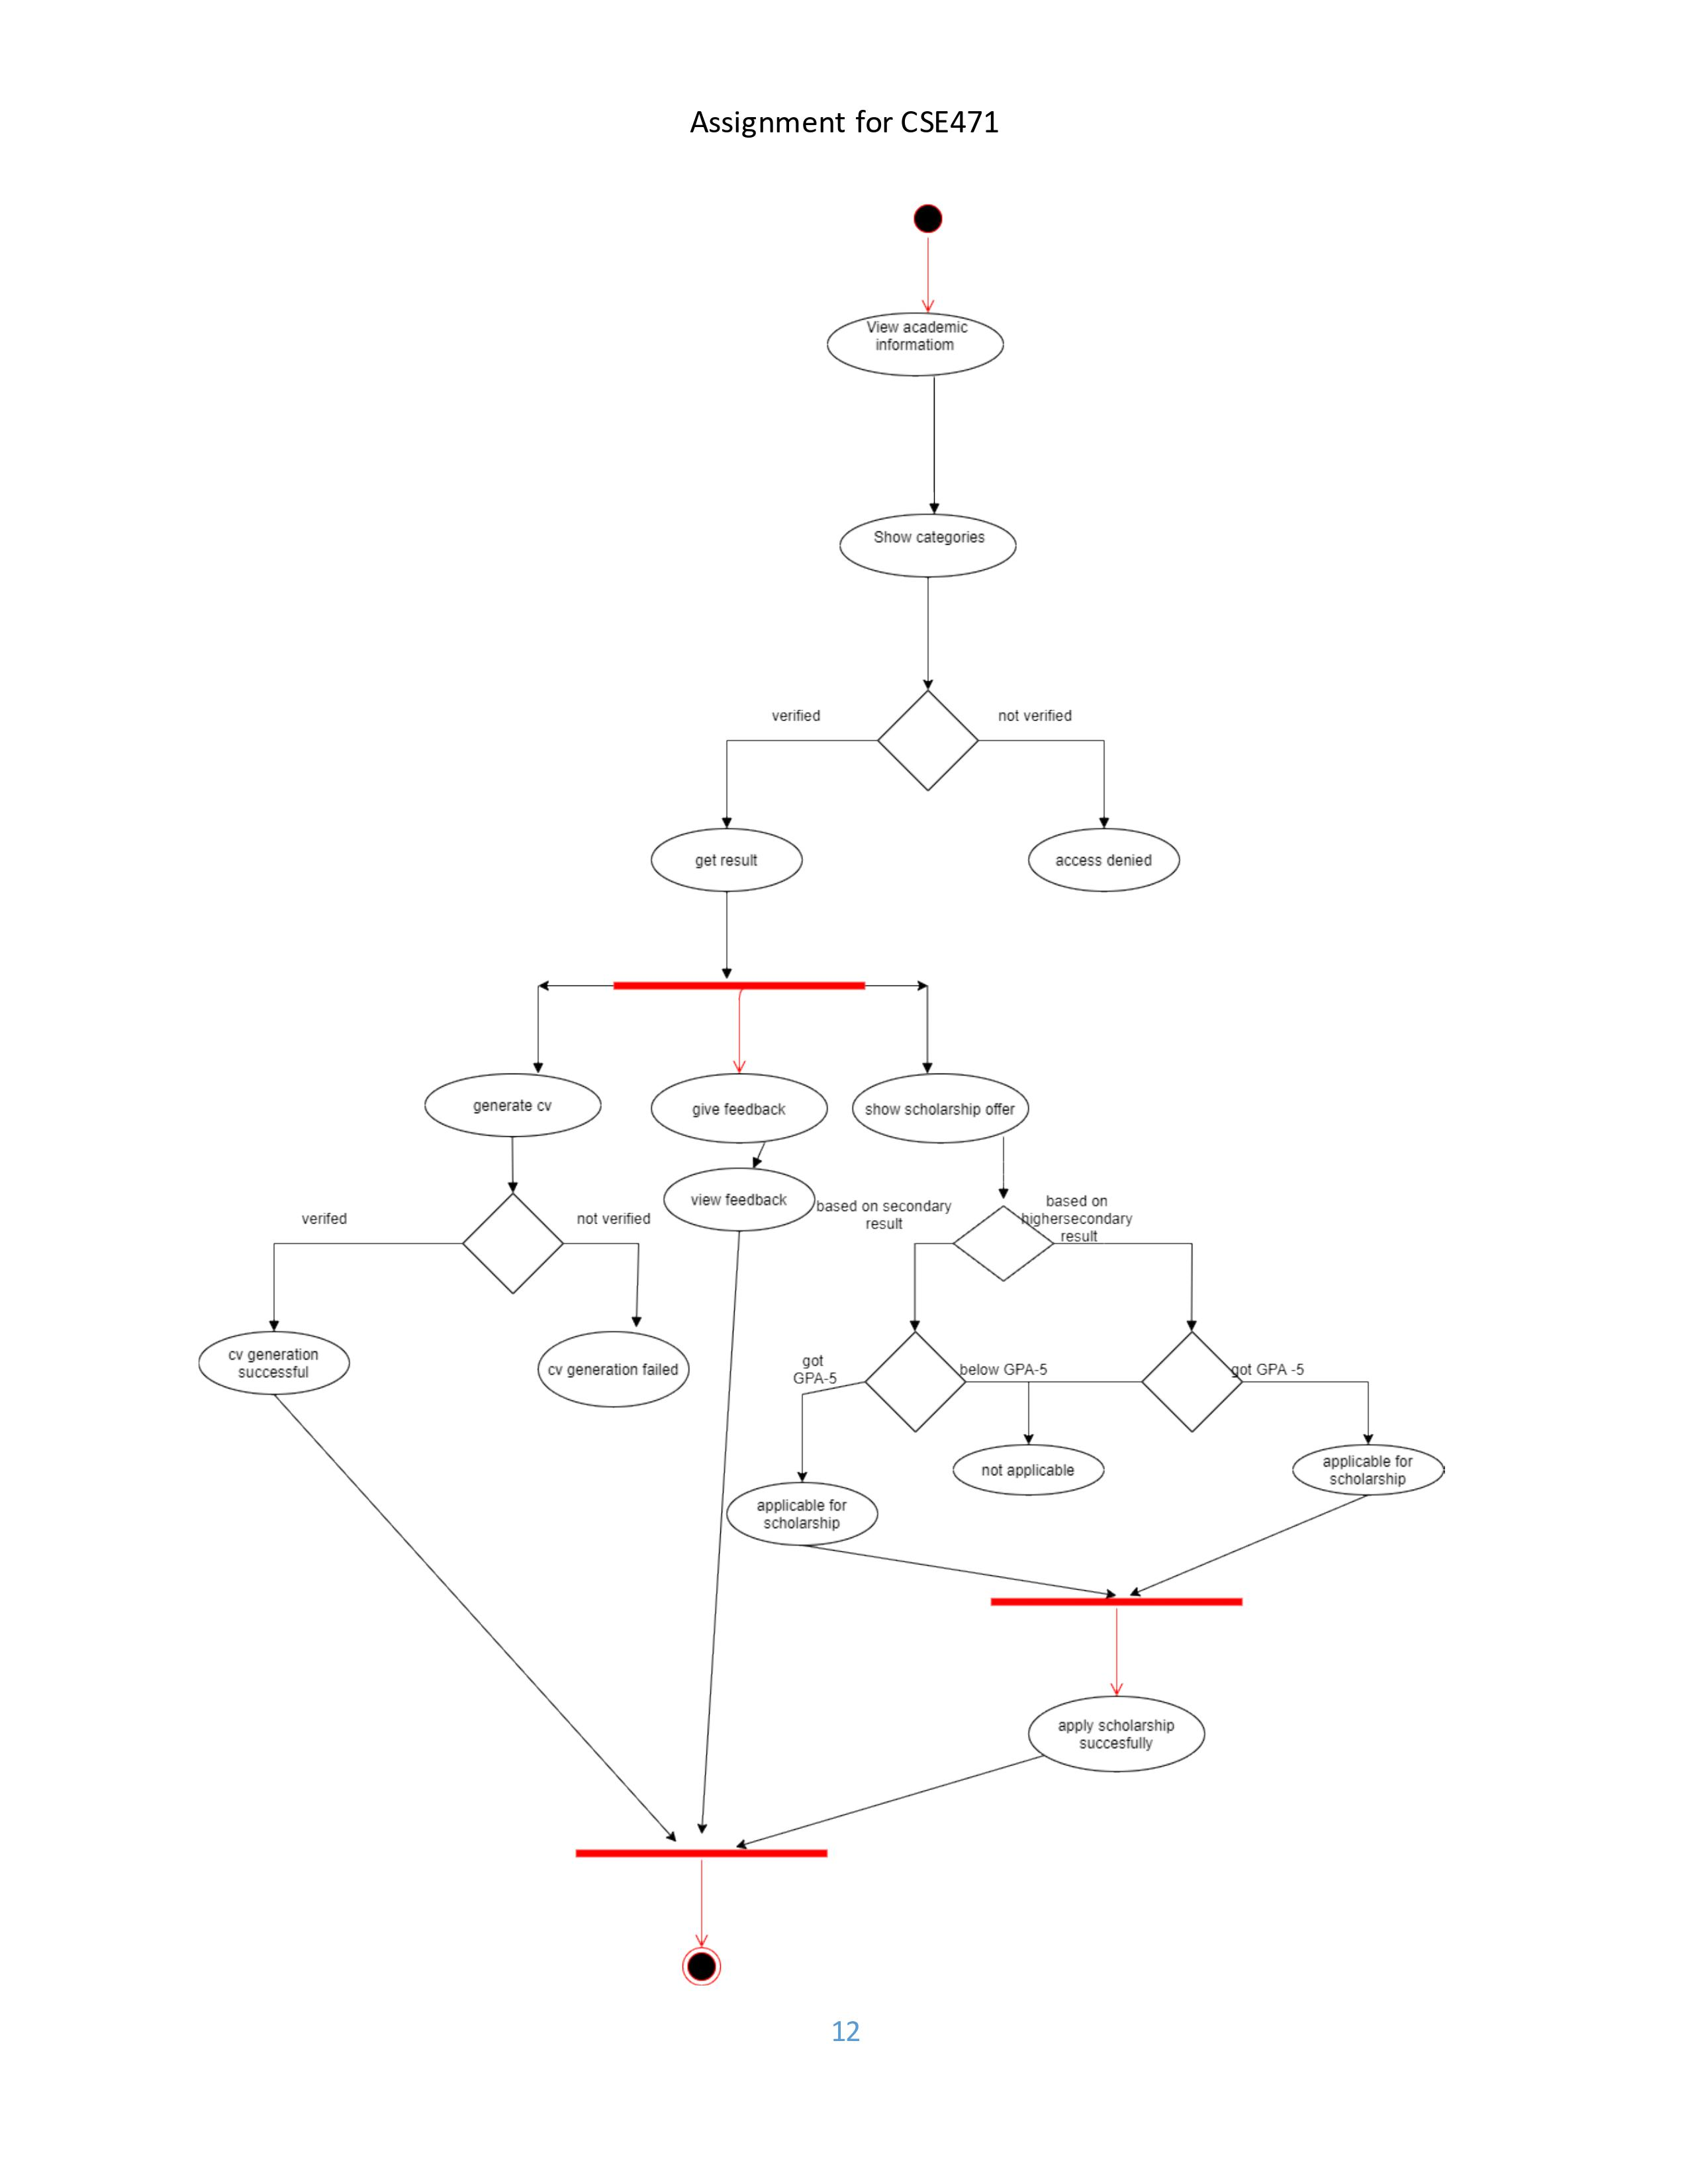 Assignment for CSE471
View academic
informatiom
Show categories
verified
not verified
get result
access denied
generate cv
give feedback
show scholarship offer
view feedback
based on secondary
result
based on
highersecondary
result
verifed
not verified
cv generation
successful
cv generation failed
got
GPA-5
below GPA-5
got GPA -5
not applicable
applicable for
scholarship
applicable for
scholarship
apply scholarship
succesfully
12